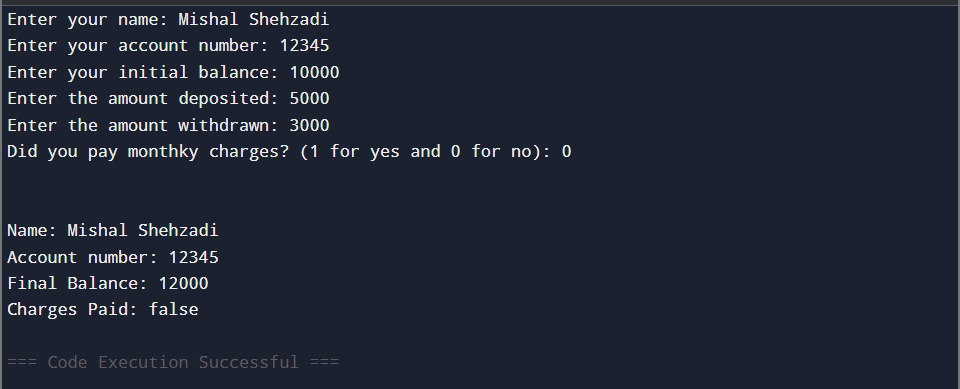 Enter your name: Mishal Shehzadi
Enter your account number: 12345
Enter your initial balance: 10000
Enter the amount deposited: 5000
Enter the amount withdrawn: 3000
Did you pay monthky charges? (1 for yes and 0 for no): 0
Name: Mishal Shehzadi
Account number: 12345
Final Balance: 12000
Charges Paid: false
=== Code Execution Successful ===